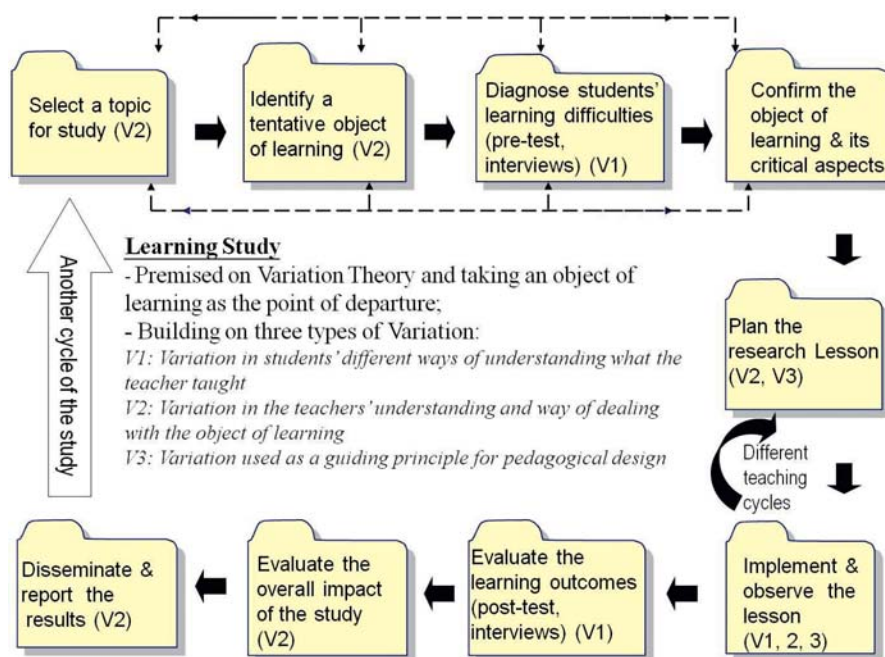 Select a topic
for study (V2)
Identify a
tentative object
of learning (V2)
Diagnose students'
learning difficulties
(pre-test,
interviews) (V1)
Confirm the
object of
learning & its
critical aspects
Another cycle of the study
Learning Study
- Premised on Variation Theory and taking an object of
learning as the point of departure;
- Building on three types of Variation:
V1: Variation in students' different ways of understanding what the
teacher taught
V2: Variation in the teachers' understanding and way of dealing
with the object of learning
V3: Variation used as a guiding principle for pedagogical design
Plan the
research Lesson
(V2, V3)
Different
teaching
cycles
Disseminate &
report the
results (V2)
Evaluate the
overall impact
of the study
(V2)
Evaluate the
learning outcomes
(post-test,
interviews) (V1)
Implement &
observe the
lesson
(V1, 2, 3)